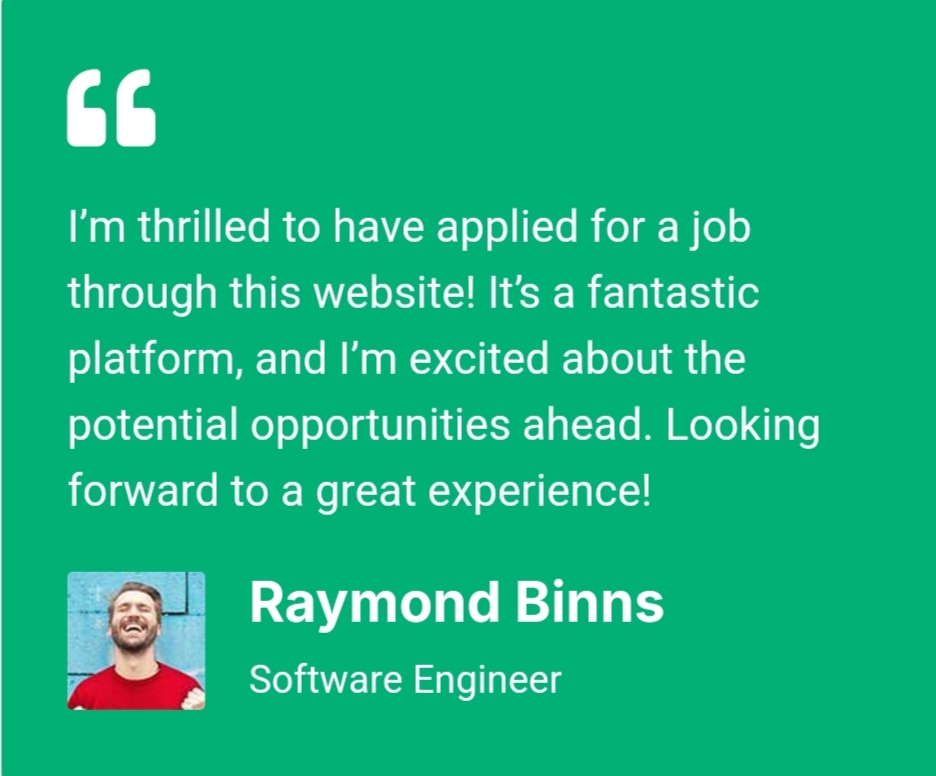 “
I’m thrilled to have applied for a job
through this website! It’s a fantastic
platform, and I’m excited about the
potential opportunities ahead. Looking
forward to a great experience!
Raymond Binns
Software Engineer